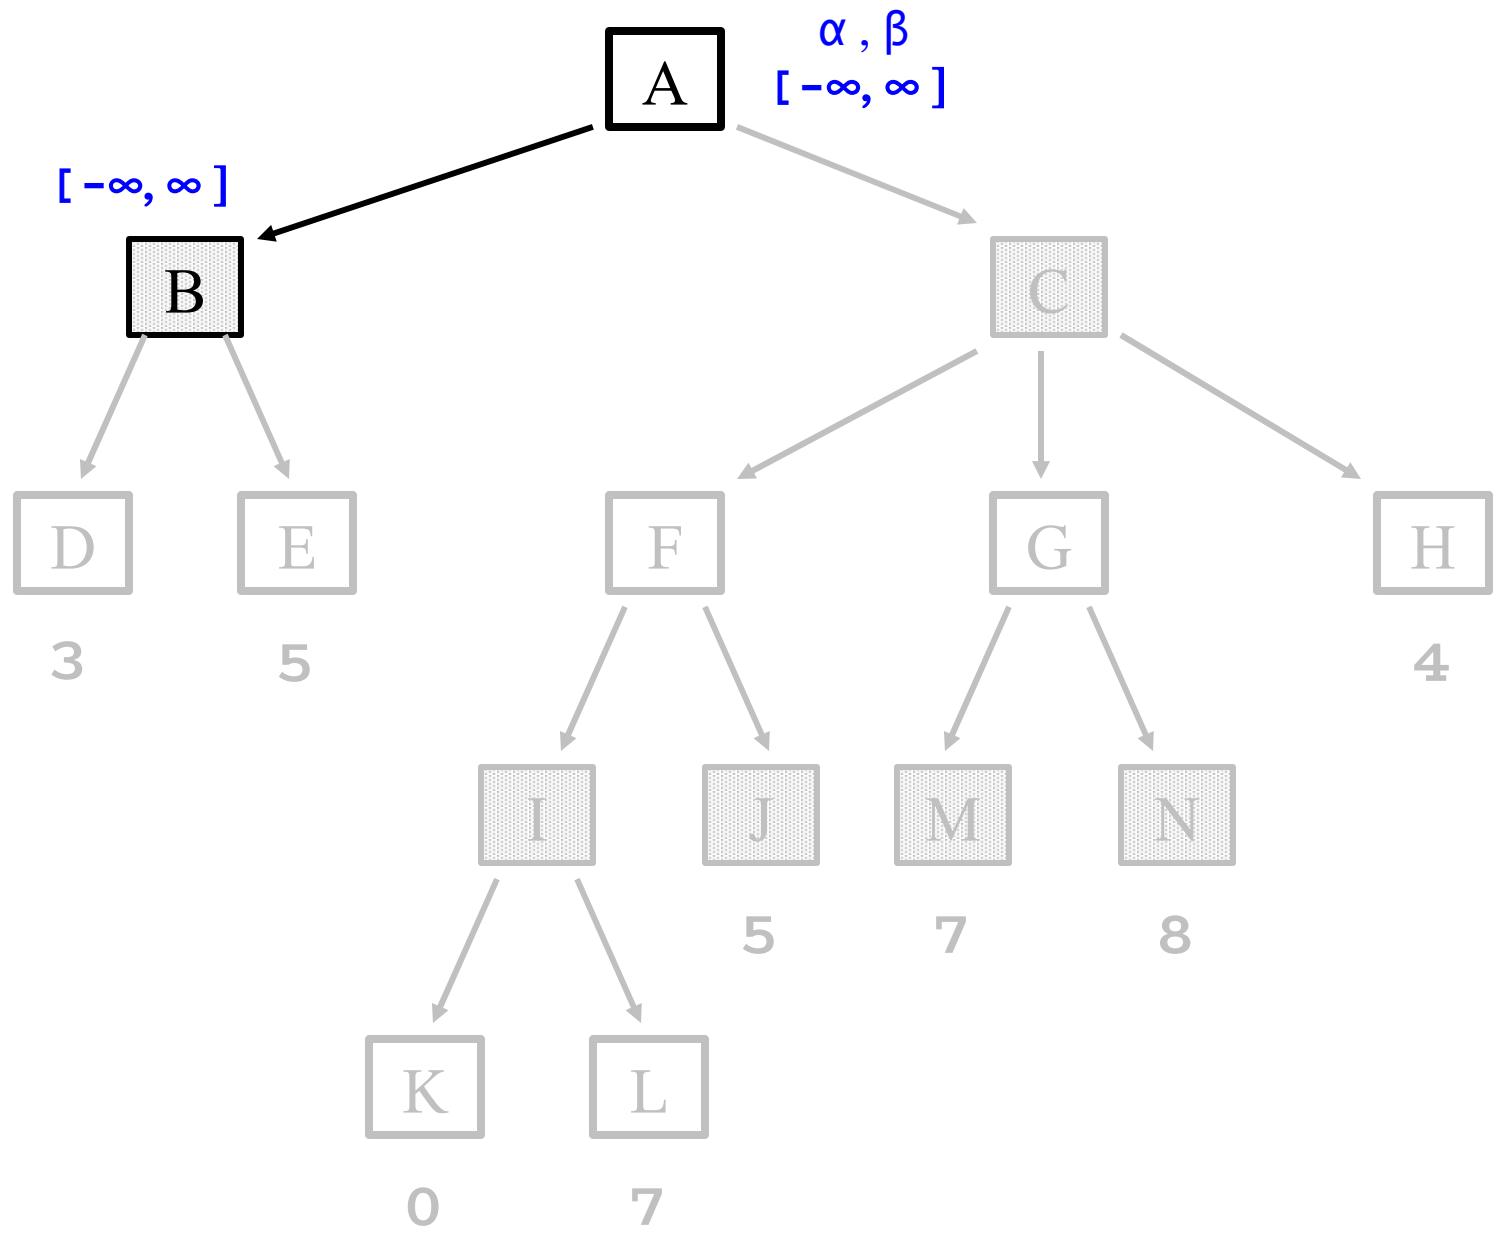 α , β
A [ -∞, ∞ ]
[ -∞, ∞ ]
B C
D E F G H
3 5 4
I J M N
5 7 8
K L
0 7